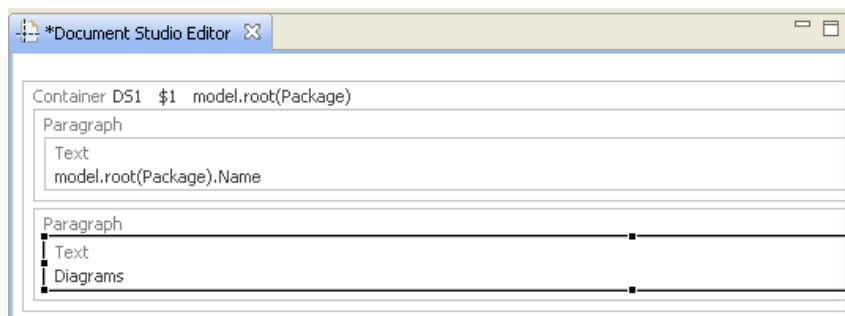 *Document Studio Editor
Container DS1 $1 model.root(Package)
Paragraph
Text
model.root(Package).Name
Paragraph
Text
Diagrams